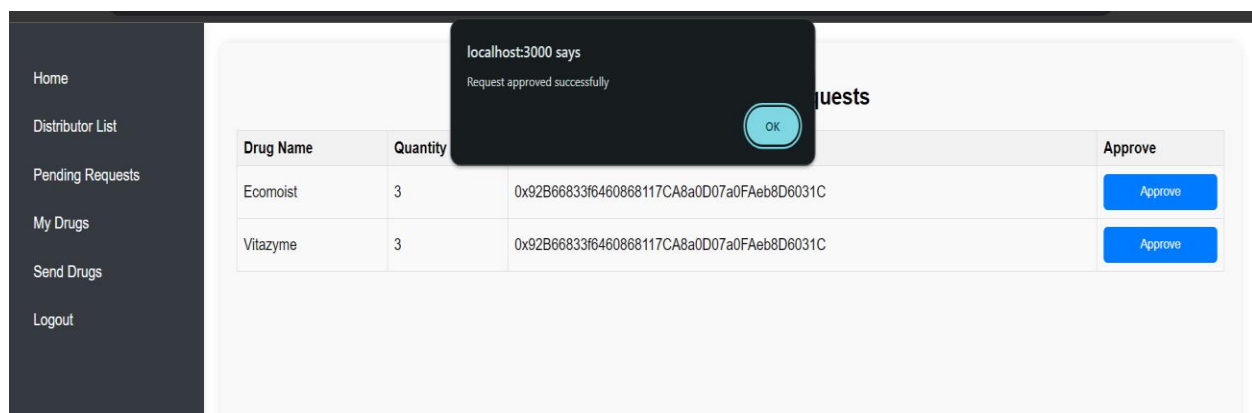 localhost:3000 says
Request approved successfully
OK
Home
Distributor List
Pending Requests
My Drugs
Send Drugs
Logout
quests
Drug Name Quantity Approve
Ecomoist 3 0x92B66833f6460868117CA8a0D07a0FAeb8D6031C Approve
Vitazyme 3 0x92B66833f6460868117CA8a0D07a0FAeb8D6031C Approve